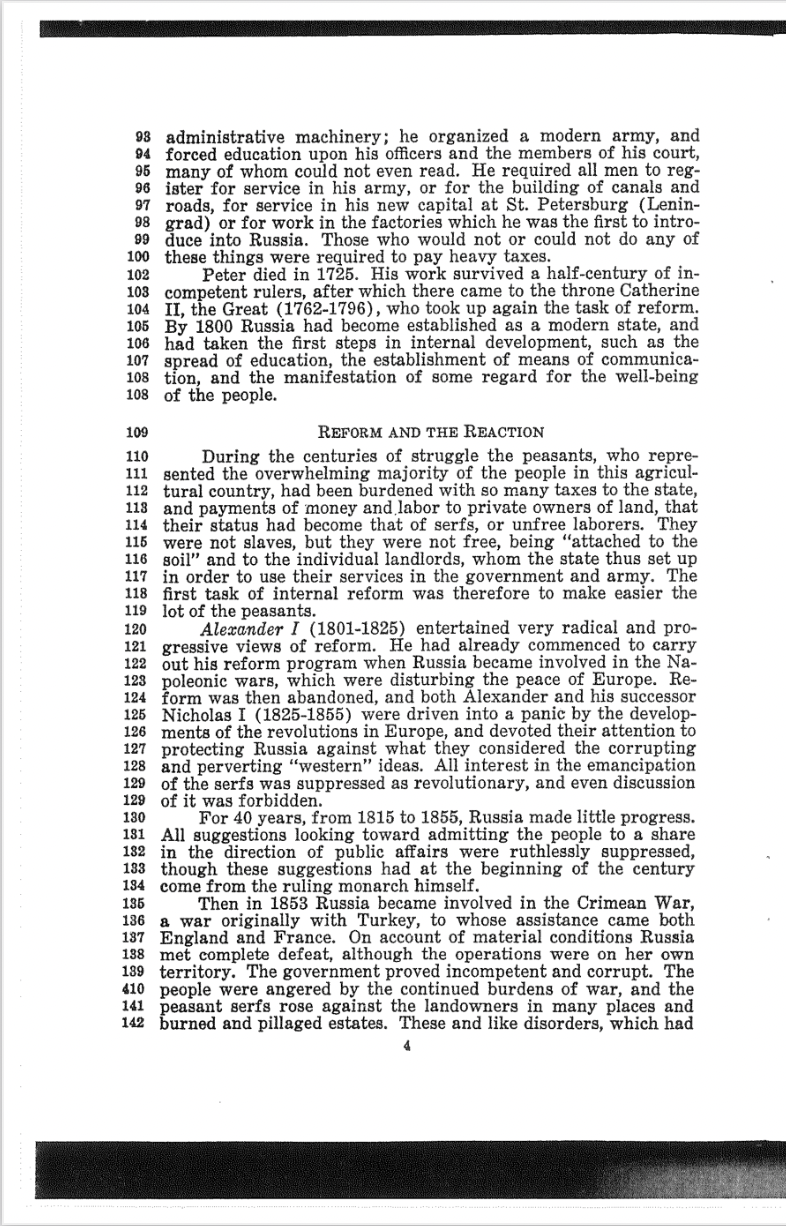 93 administrative machinery; he organized a modern army, and
94 forced education upon his officers and the members of his court,
95 many of whom could not even read. He required all men to reg-
96 ister for service in his army, or for the building of canals and
97 roads, for service in his new capital at St. Petersburg (Lenin-
98 grad) or for work in the factories which he was the first to intro-
99 duce into Russia. Those who would not or could not do any of
100 these things were required to pay heavy taxes.
102 Peter died in 1725. His work survived a half-century of in-
103 competent rulers, after which there came to the throne Catherine
104 II, the Great (1762-1796), who took up again the task of reform.
105 By 1800 Russia had become established as a modern state, and
106 had taken the first steps in internal development, such as the
107 spread of education, the establishment of means of communica-
108 tion, and the manifestation of some regard for the well-being
108 of the people.
109 REFORM AND THE REACTION
110 During the centuries of struggle the peasants, who repre-
111 sented the overwhelming majority of the people in this agricul-
112 tural country, had been burdened with so many taxes to the state,
113 and payments of money and labor to private owners of land, that
114 their status had become that of serfs, or unfree laborers. They
115 were not slaves, but they were not free, being "attached to the
116 soil" and to the individual landlords, whom the state thus set up
117 in order to use their services in the government and army. The
118 first task of internal reform was therefore to make easier the
119 lot of the peasants.
120 Alexander I (1801-1825) entertained very radical and pro-
121 gressive views of reform. He had already commenced to carry
122 out his reform program when Russia became involved in the Na-
123 poleonic wars, which were disturbing the peace of Europe. Re-
124 form was then abandoned, and both Alexander and his successor
125 Nicholas I (1825-1855) were driven into a panic by the develop-
126 ments of the revolutions in Europe, and devoted their attention to
127 protecting Russia against what they considered the corrupting
128 and perverting "western" ideas. All interest in the emancipation
129 of the serfs was suppressed as revolutionary, and even discussion
129 of it was forbidden.
130 For 40 years, from 1815 to 1855, Russia made little progress.
131 All suggestions looking toward admitting the people to a share
132 in the direction of public affairs were ruthlessly suppressed,
133 though these suggestions had at the beginning of the century
134 come from the ruling monarch himself.
135 Then in 1853 Russia became involved in the Crimean War,
136 a war originally with Turkey, to whose assistance came both
137 England and France. On account of material conditions Russia
138 met complete defeat, although the operations were on her own
139 territory. The government proved incompetent and corrupt. The
410 people were angered by the continued burdens of war, and the
141 peasant serfs rose against the landowners in many places and
142 burned and pillaged estates. These and like disorders, which had
4